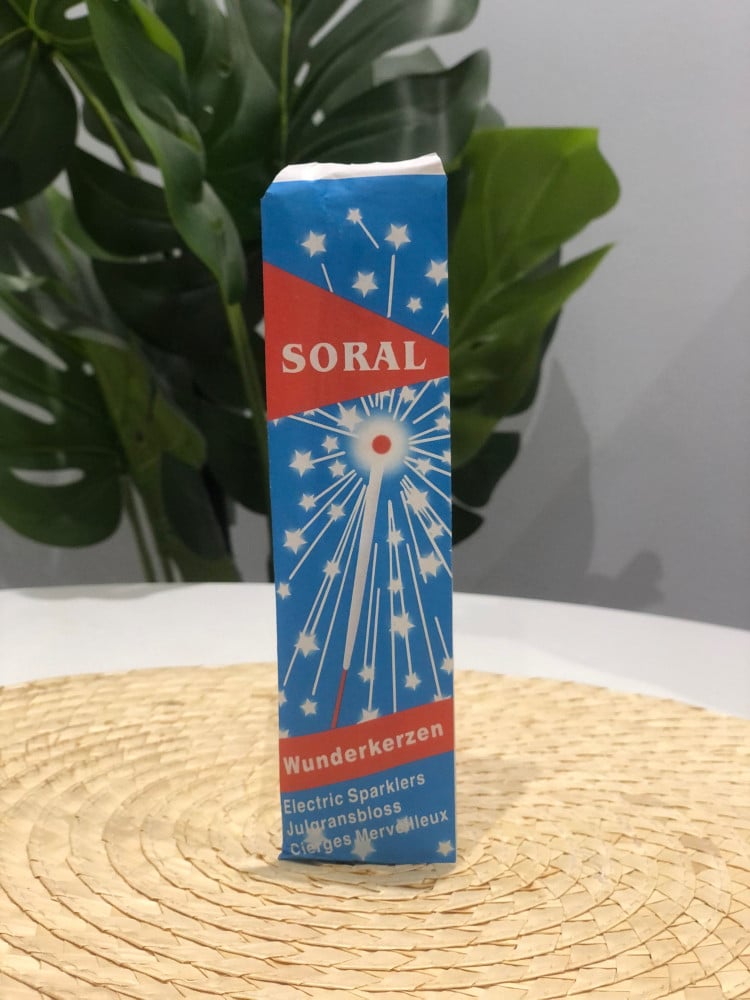 SORAL
Wunderkerzen
Electric Sparklers
Julgransbloss
Cierges Merveilleux